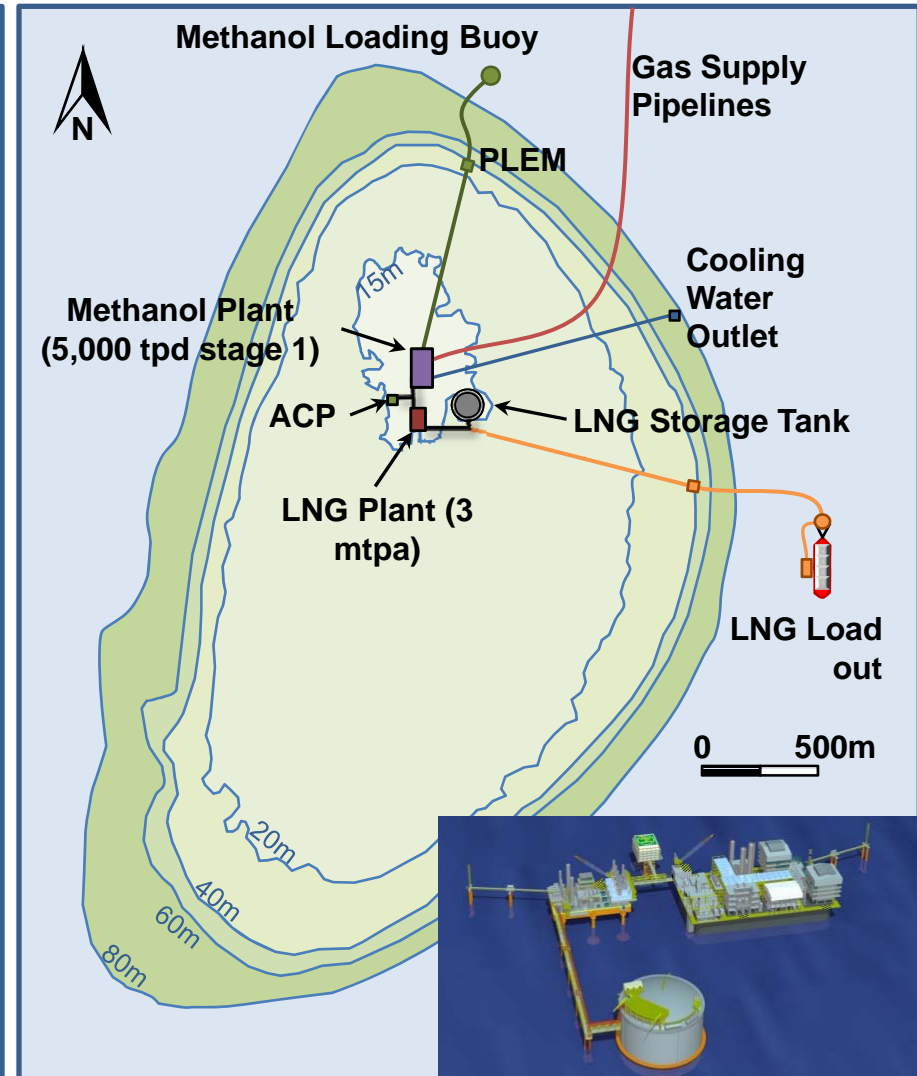 Methanol Loading Buoy
Gas Supply
Pipelines
N
PLEM
15m
Cooling
Water
Outlet
Methanol Plant
(5,000 tpd stage 1)
ACP
LNG Storage Tank
LNG Plant (3
mtpa)
LNG Load
out
0 500m
20m
40m
60m
80m